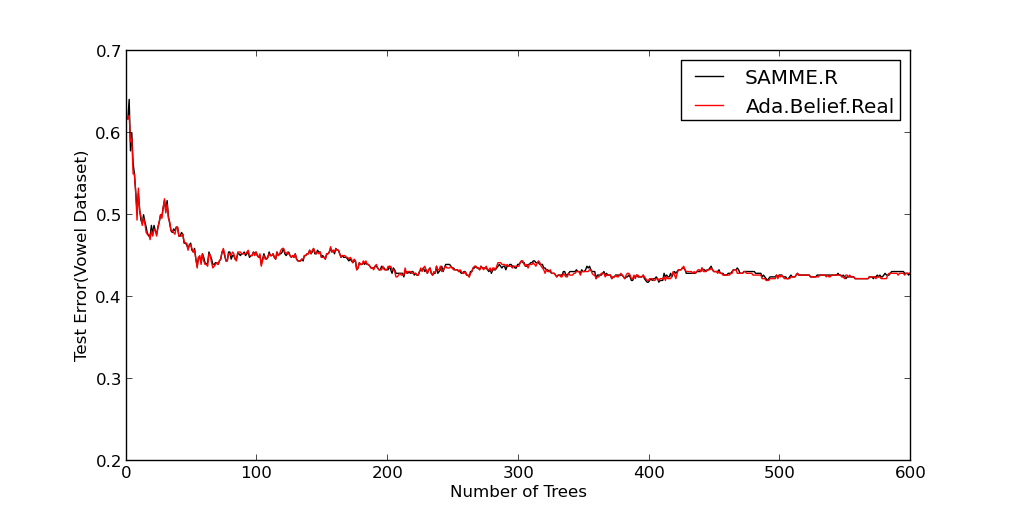 0.7
0.6
0.5
0.4
0.3
0.2
Test Error(Vowel Dataset)
SAMME.R
Ada.Belief.Real
0 100 200 300 400 500 600
Number of Trees